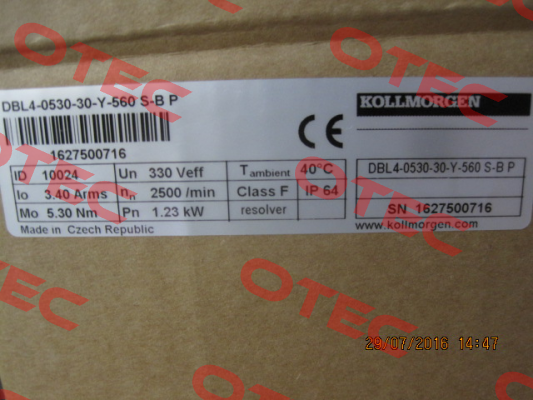 DBL4-0530-30-Y-560 S-B P
1627500716
ID 10024 Un 330 Veff Tambient 40°C
Io 3.40 Arms nn 2500 /min Class F IP 64
Mo 5.30 Nm Pn 1.23 kW resolver
Made in Czech Republic
CE
KOLLMORGEN
DBL4-0530-30-Y-560 S-B P
SN 1627500716
www.kollmorgen.com
OTEC
OTEC
OTEC
OTEC
OTEC
OTEC
OTEC
OTEC
OTEC
29/07/2016 14:47